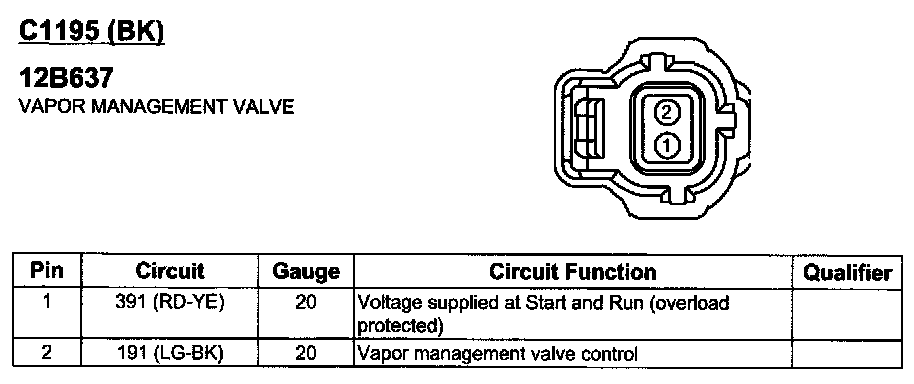 C1195 (BK)
12B637
VAPOR MANAGEMENT VALVE
2
1
Pin Circuit Gauge Circuit Function Qualifier
1 391 (RD-YE) 20 Voltage supplied at Start and Run (overload
protected)
2 191 (LG-BK) 20 Vapor management valve control